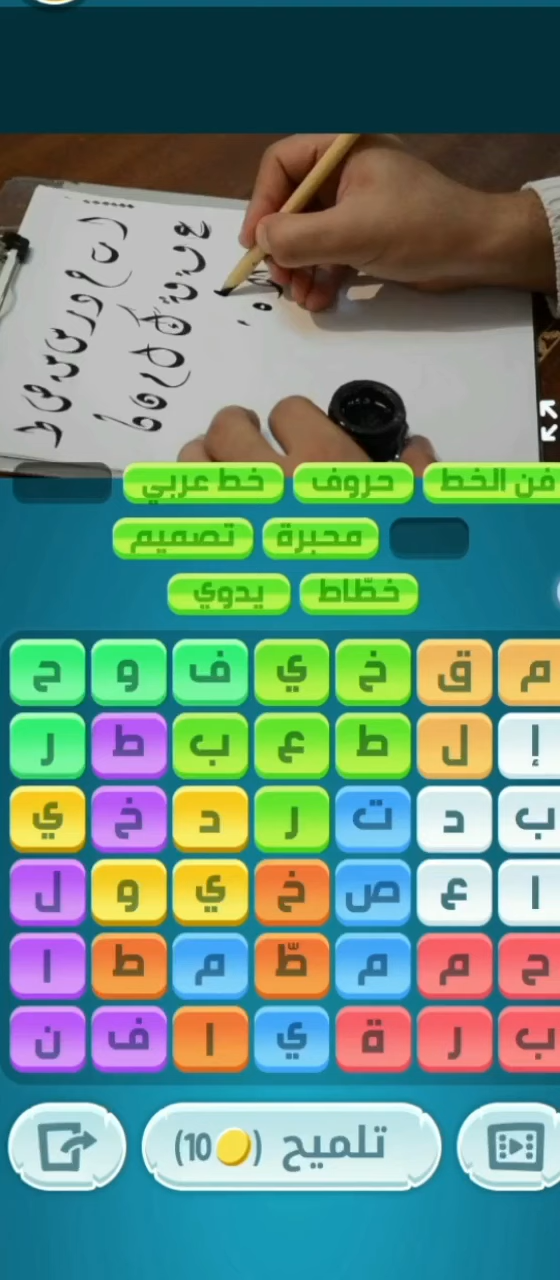 فن الخط حروف خط عربي
محبرة تصميم
خطّاط يدوي
م ق خ ي ف و ح
إ ل ط ع ب ط ر
ب د ت ر د خ ي
ا ع ص خ ي و ل
ح م م طّ م ط ا
ب ر ة ي ا ف ن
تلميح (10)